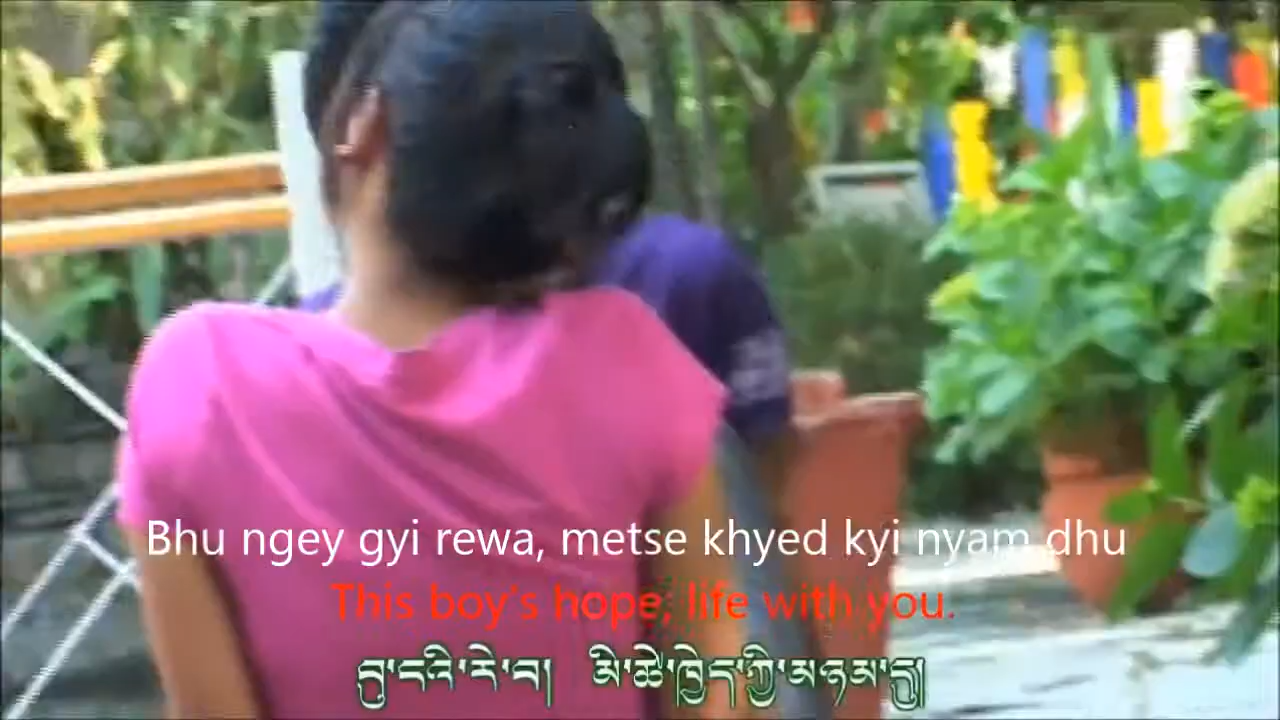 Bhu ngey gyi rewa, metse khyed kyi nyam dhu
This boy's hope, life with you.
བུ་ངའི་རེ་བ། མི་ཚེ་ཁྱེད་ཀྱི་མཉམ་དུ།